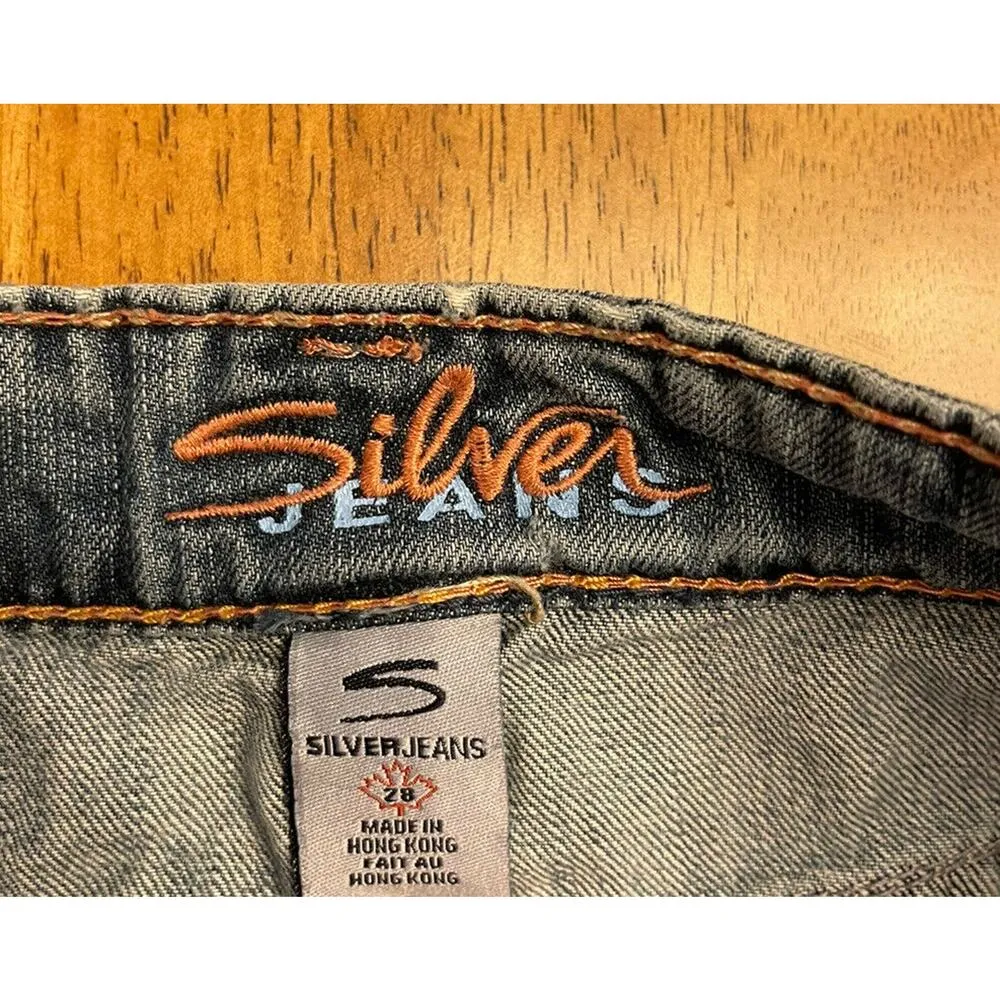 Silver
JEANS
S
SILVERJEANS
28
MADE IN
HONG KONG
FAIT AU
HONG KONG